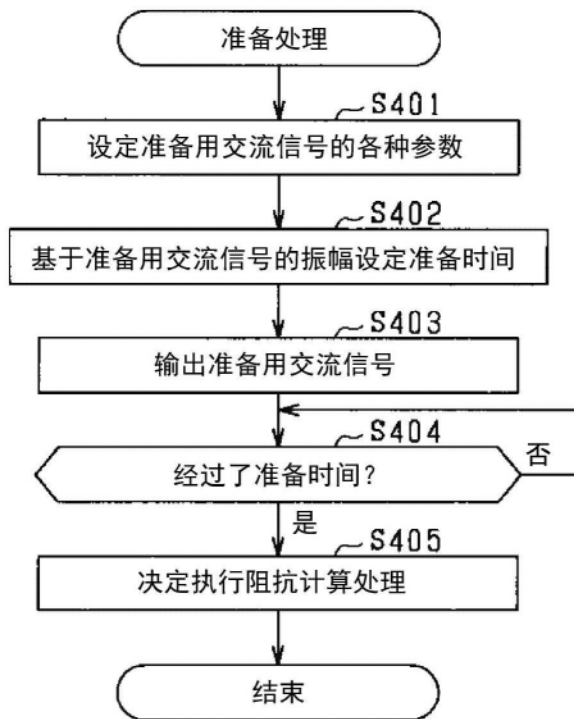 准备处理
S401
设定准备用交流信号的各种参数
S402
基于准备用交流信号的振幅设定准备时间
S403
输出准备用交流信号
S404
经过了准备时间?
否
是
S405
决定执行阻抗计算处理
结束